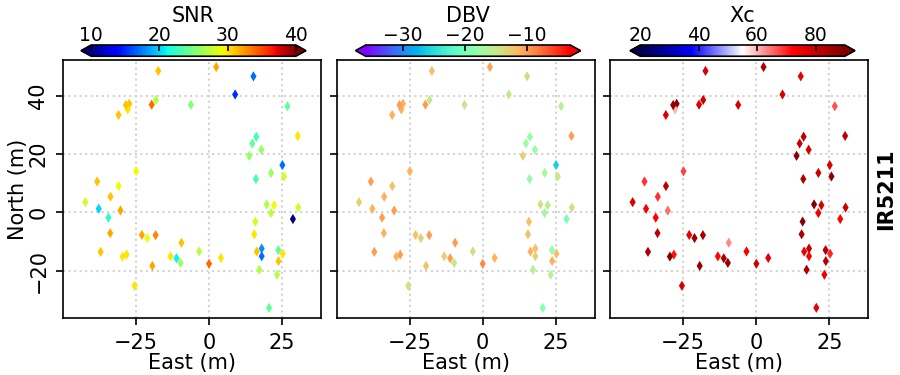 SNR DBV Xc
10 20 30 40 −30 −20 −10 20 40 60 80
40
20
0
−20
North (m)
−25 0 25 −25 0 25 −25 0 25
East (m) East (m) East (m)
IR5211